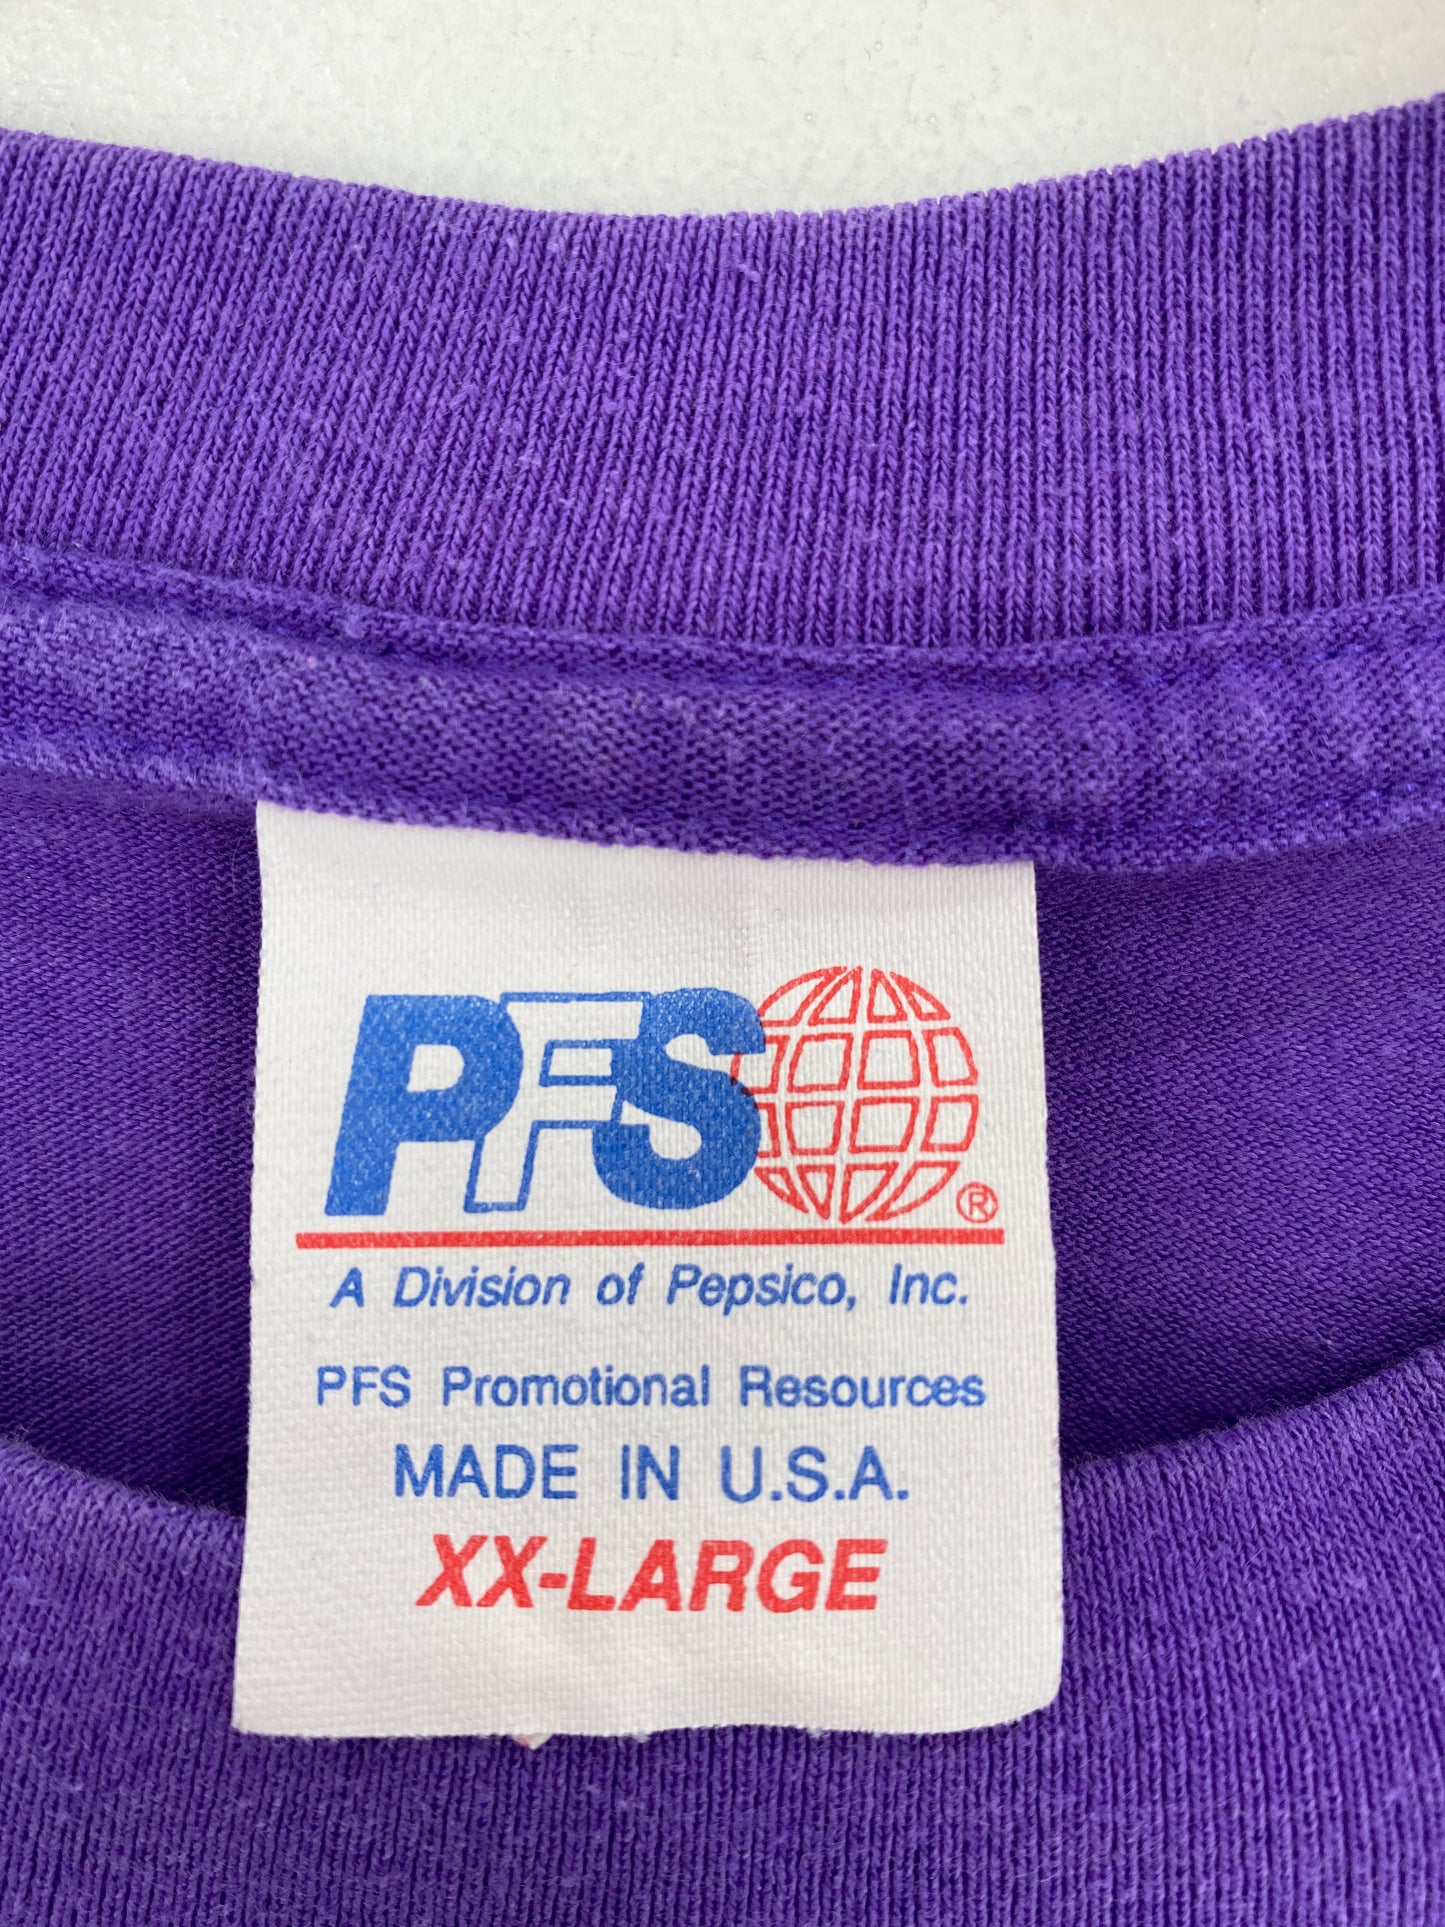 PFS ®
A Division of Pepsico, Inc.
PFS Promotional Resources
MADE IN U.S.A.
XX-LARGE